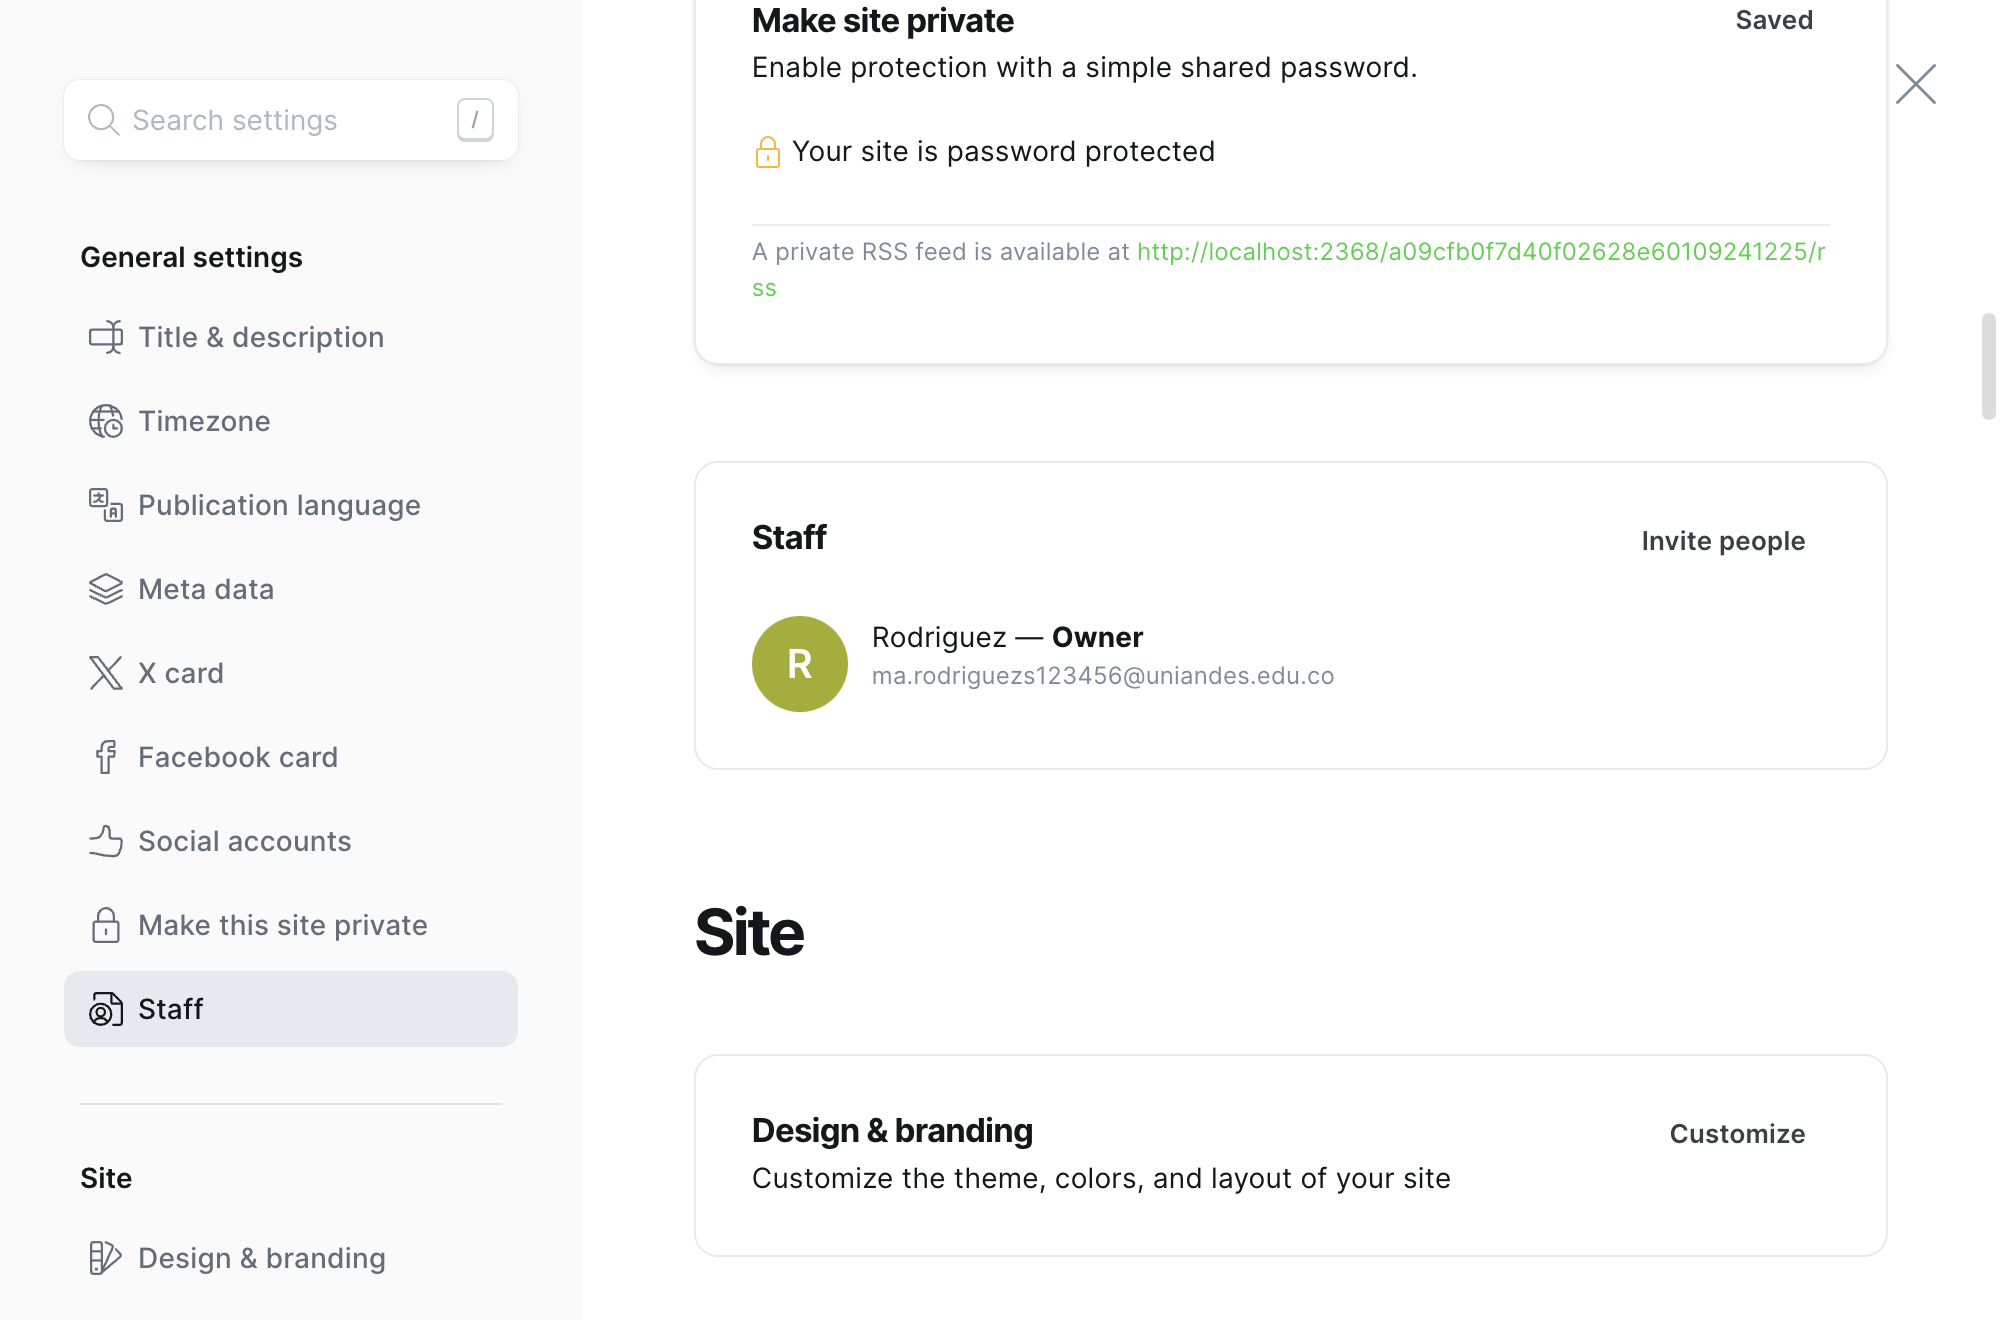 Search settings
/
General settings
Title & description
Timezone
Publication language
Meta data
X card
Facebook card
Social accounts
Make this site private
Staff
Site
Design & branding
Make site private
Saved
Enable protection with a simple shared password.
Your site is password protected
A private RSS feed is available at http://localhost:2368/a09cfb0f7d40f02628e60109241225/r
ss
Staff
Invite people
R
Rodriguez — Owner
ma.rodriguezs123456@uniandes.edu.co
Site
Design & branding
Customize
Customize the theme, colors, and layout of your site